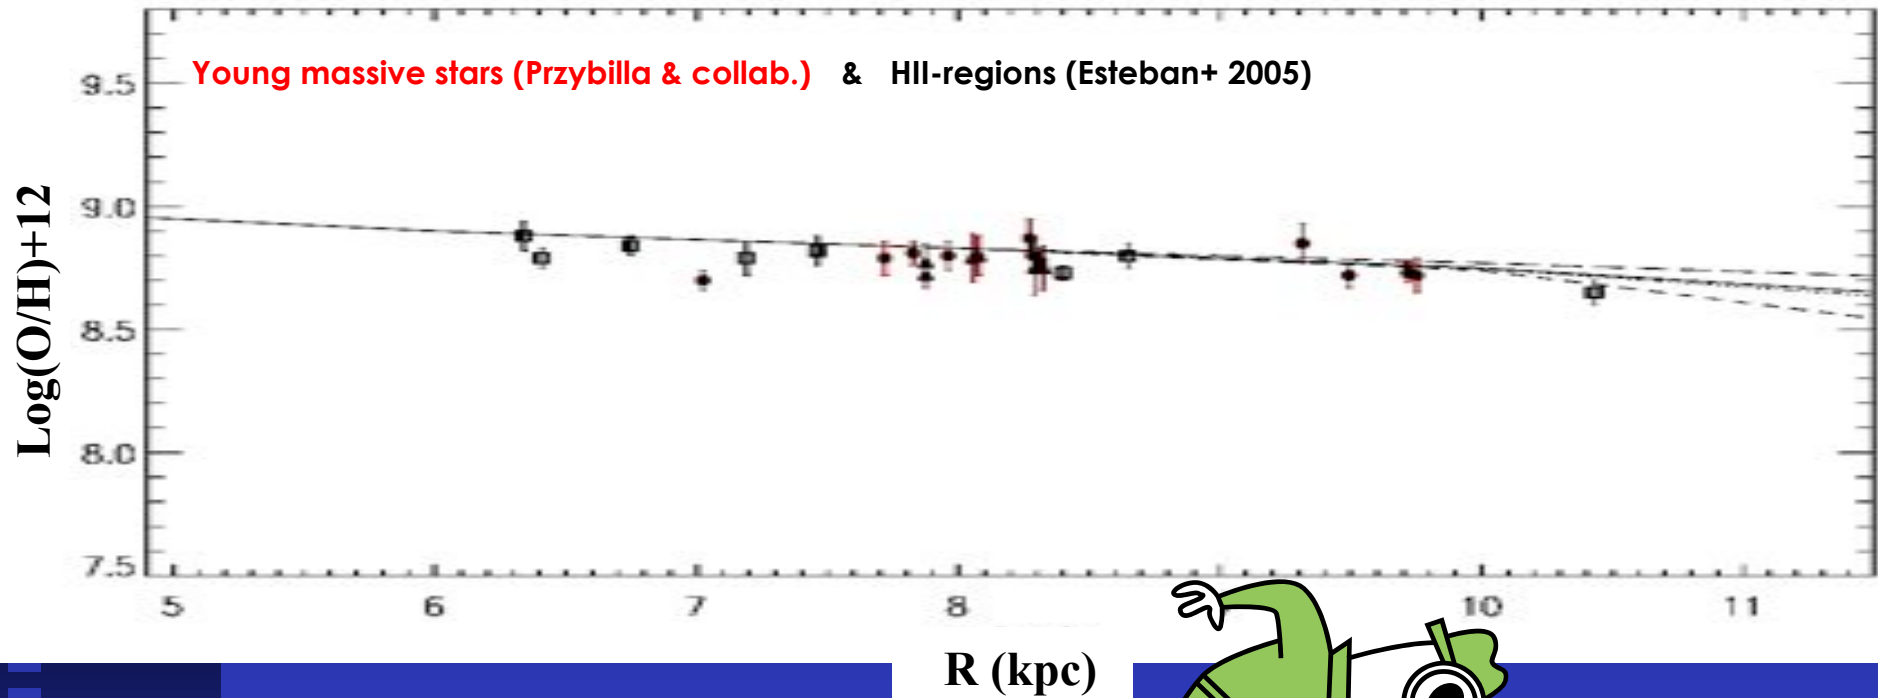 Young massive stars (Przybilla & collab.) & HII-regions (Esteban+ 2005)
9.5
9.0
8.5
8.0
7.5
Log(O/H)+12
5 6 7 8 10 11
R (kpc)